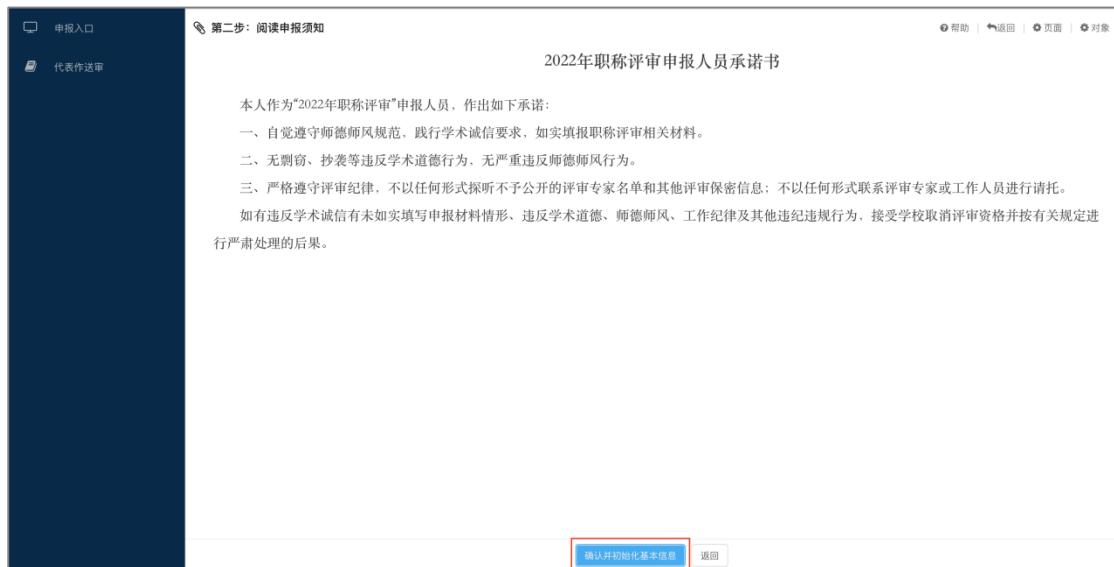 申报入口
代表作送审
第二步：阅读申报须知
帮助 | 返回 | 页面 | 对象
2022年职称评审申报人员承诺书
本人作为“2022年职称评审”申报人员，作出如下承诺：
一、自觉遵守师德师风规范，践行学术诚信要求，如实填报职称评审相关材料。
二、无剽窃、抄袭等违反学术道德行为，无严重违反师德师风行为。
三、严格遵守评审纪律，不以任何形式探听不予公开的评审专家名单和其他评审保密信息；不以任何形式联系评审专家或工作人员进行请托。
如有违反学术诚信有未如实填写申报材料情形、违反学术道德、师德师风、工作纪律及其他违纪违规行为，接受学校取消评审资格并按有关规定进
行严肃处理的后果。
确认并初始化基本信息 返回